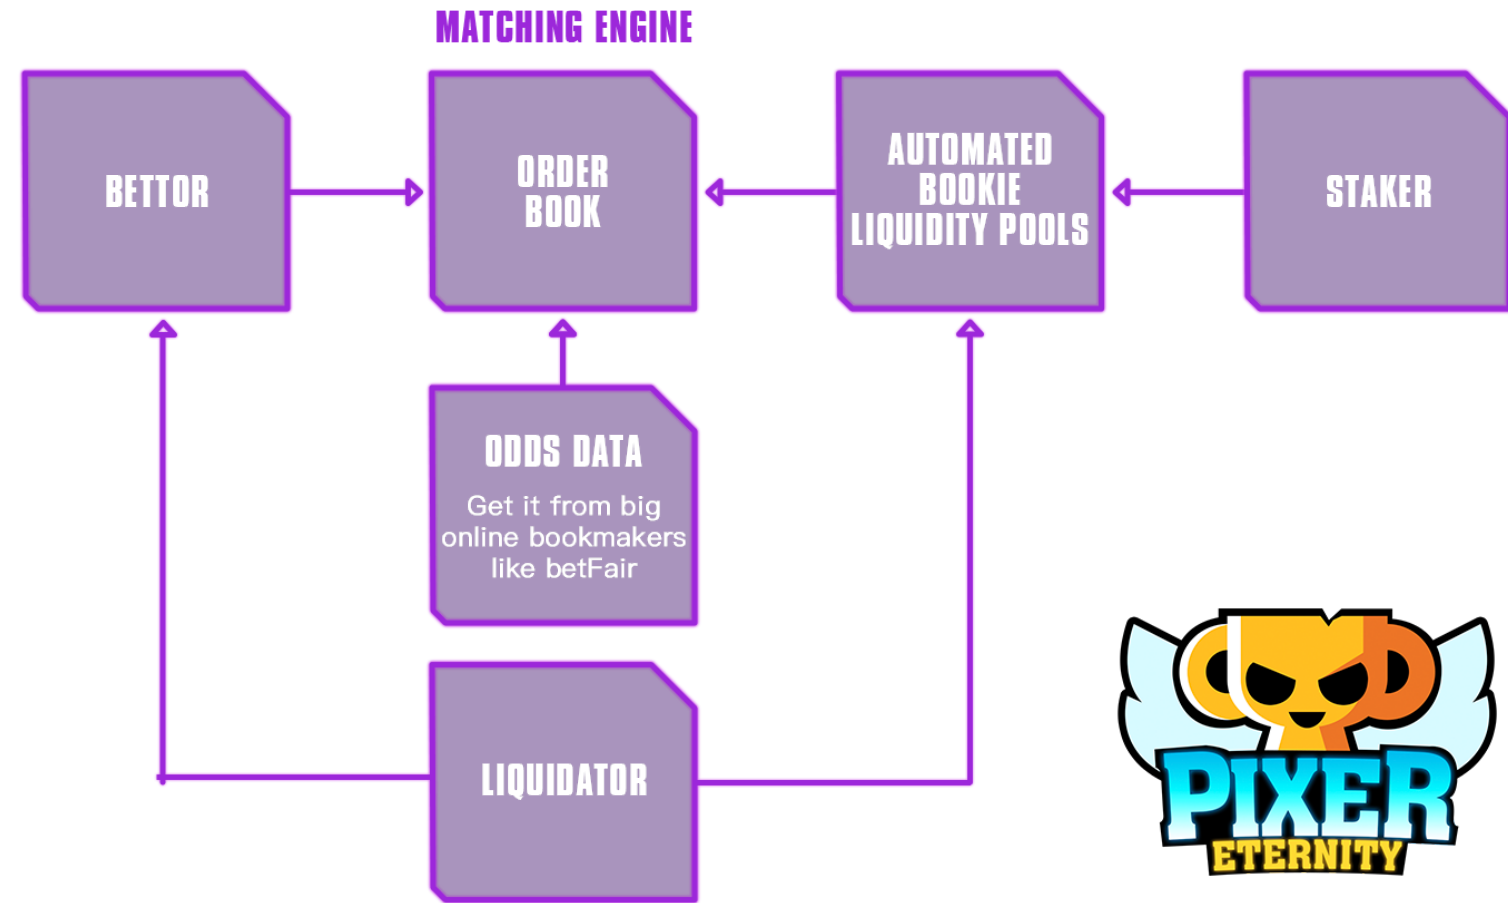 MATCHING ENGINE
BETTOR
ORDER
BOOK
AUTOMATED
BOOKIE
LIQUIDITY POOLS
STAKER
ODDS DATA
Get it from big
online bookmakers
like betFair
LIQUIDATOR
PIXER
ETERNITY